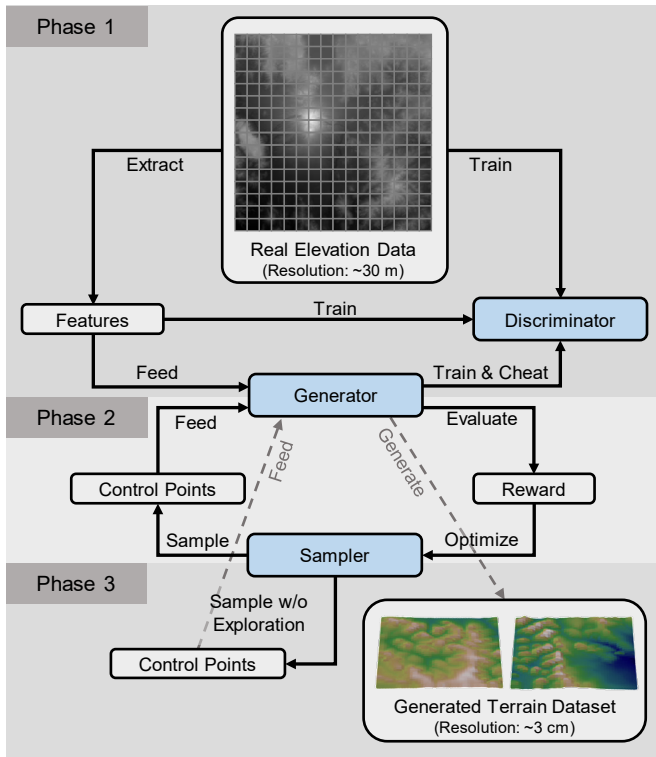 Phase 1
Extract
Train
Real Elevation Data
(Resolution: ~30 m)
Features
Train
Discriminator
Feed
Generator
Train & Cheat
Phase 2
Feed
Feed
Generate
Evaluate
Control Points
Reward
Sample
Sampler
Optimize
Phase 3
Sample w/o
Exploration
Control Points
Generated Terrain Dataset
(Resolution: ~3 cm)